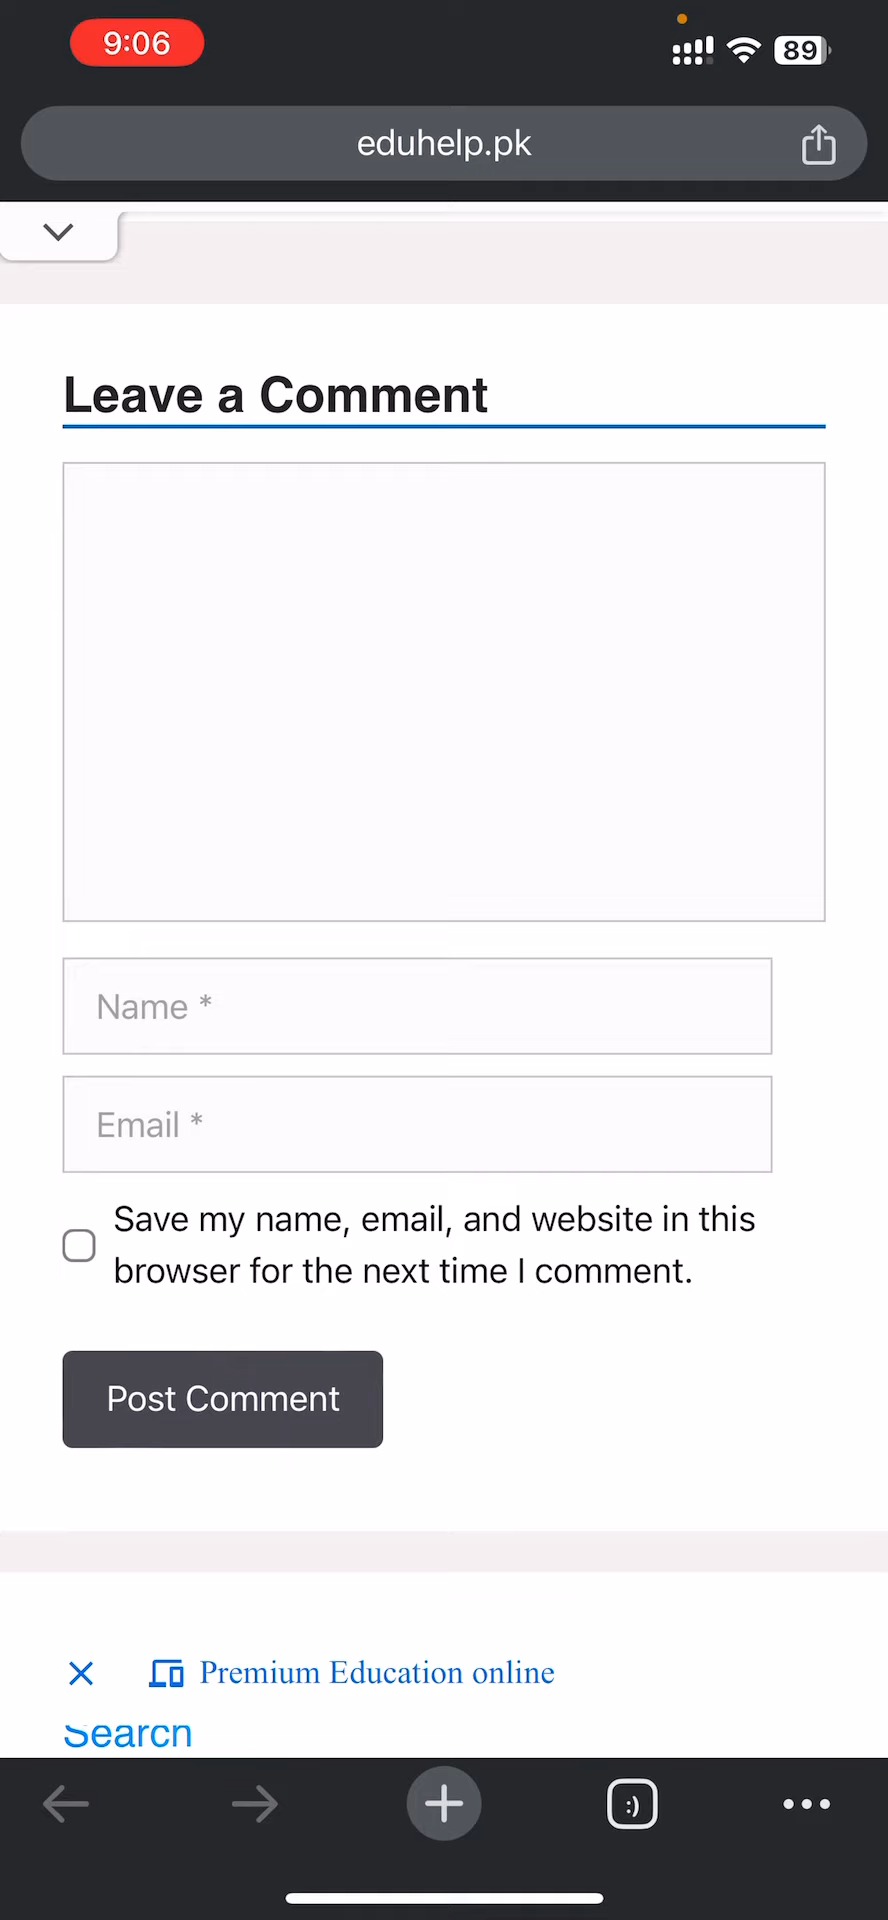 9:06
89
eduhelp.pk
Leave a Comment
Name *
Email *
Save my name, email, and website in this
browser for the next time I comment.
Post Comment
Premium Education online
Search
:)